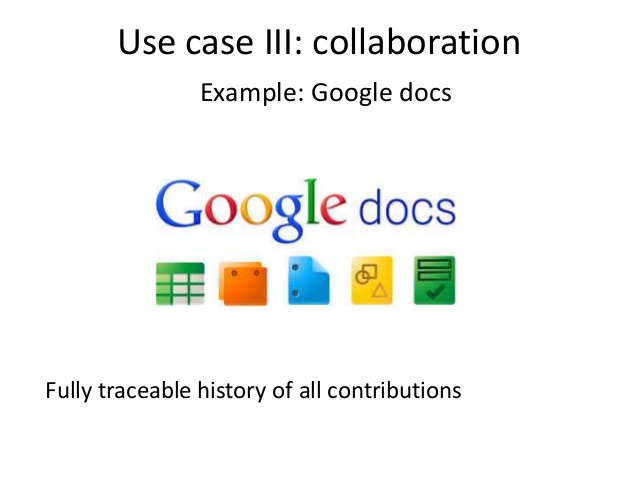 Use case III: collaboration
Example: Google docs
Google docs
Fully traceable history of all contributions